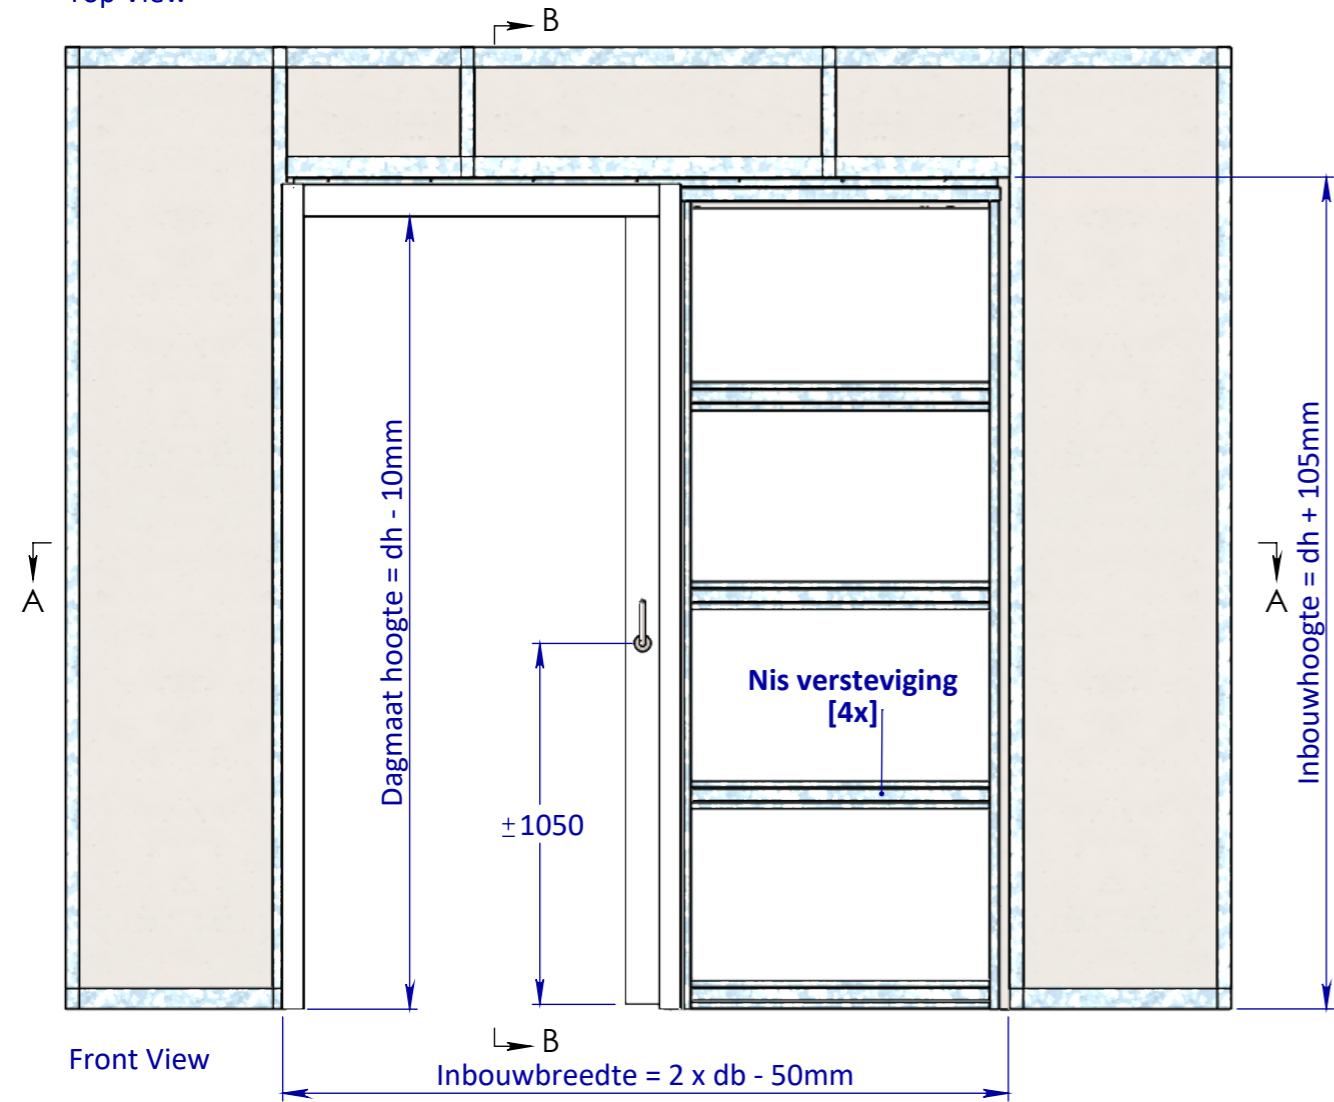 Top View
B
Dagmaat hoogte = dh - 10mm
Inbouwhoogte = dh + 105mm
A
A
Nis versteviging
[4x]
±1050
B
Front View
Inbouwbreedte = 2 x db - 50mm